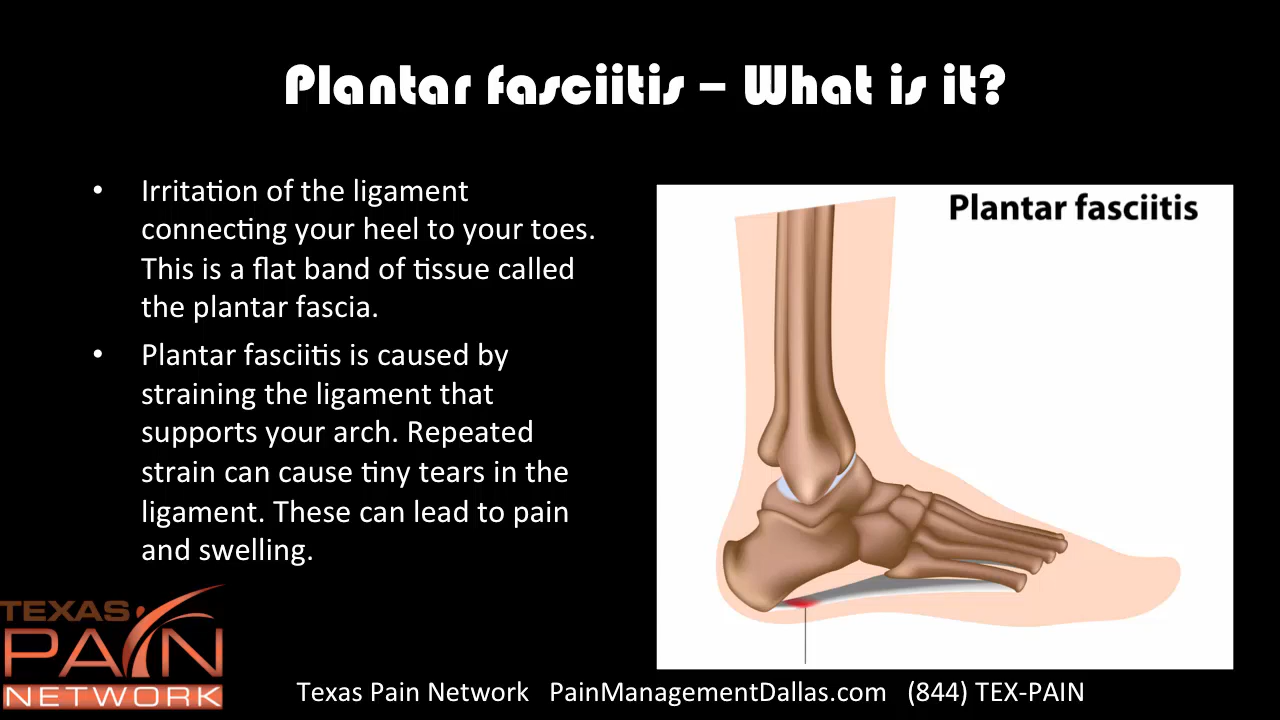 Plantar fasciitis – What is it?
• Irritation of the ligament
connecting your heel to your toes.
This is a flat band of tissue called
the plantar fascia.
• Plantar fasciitis is caused by
straining the ligament that
supports your arch. Repeated
strain can cause tiny tears in the
ligament. These can lead to pain
and swelling.
Plantar fasciitis
TEXAS
PAIN
NETWORK
Texas Pain Network PainManagementDallas.com (844) TEX-PAIN